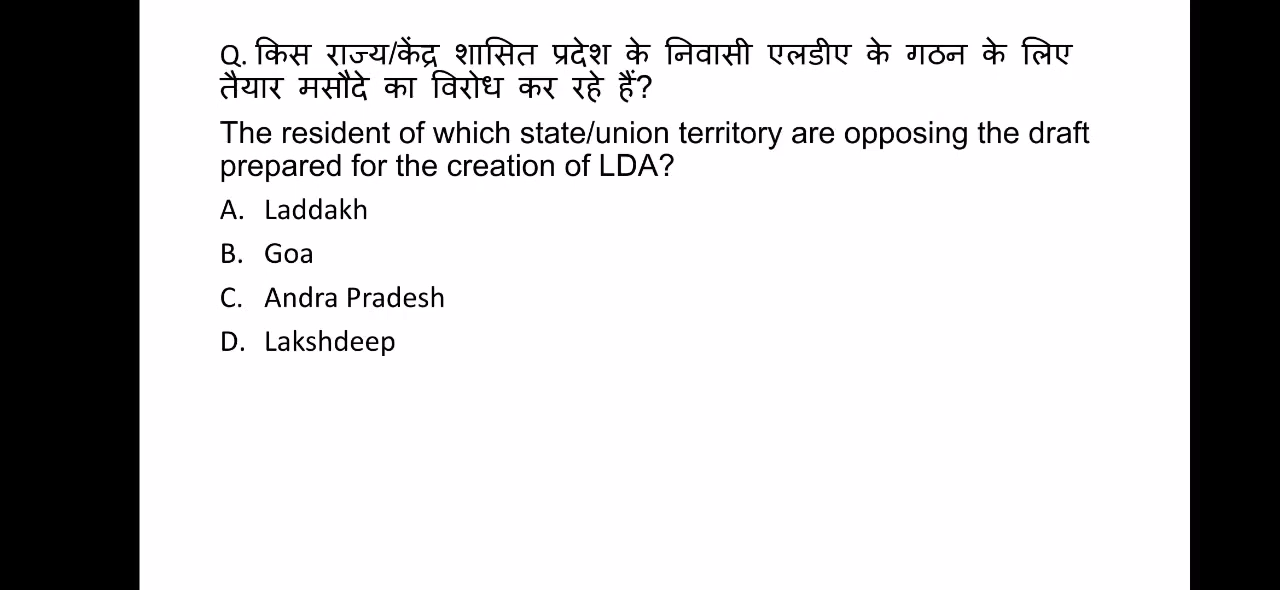 Q. किस राज्य/केंद्र शासित प्रदेश के निवासी एलडीए के गठन के लिए
तैयार मसौदे का विरोध कर रहे हैं?
The resident of which state/union territory are opposing the draft
prepared for the creation of LDA?
A. Laddakh
B. Goa
C. Andra Pradesh
D. Lakshdeep